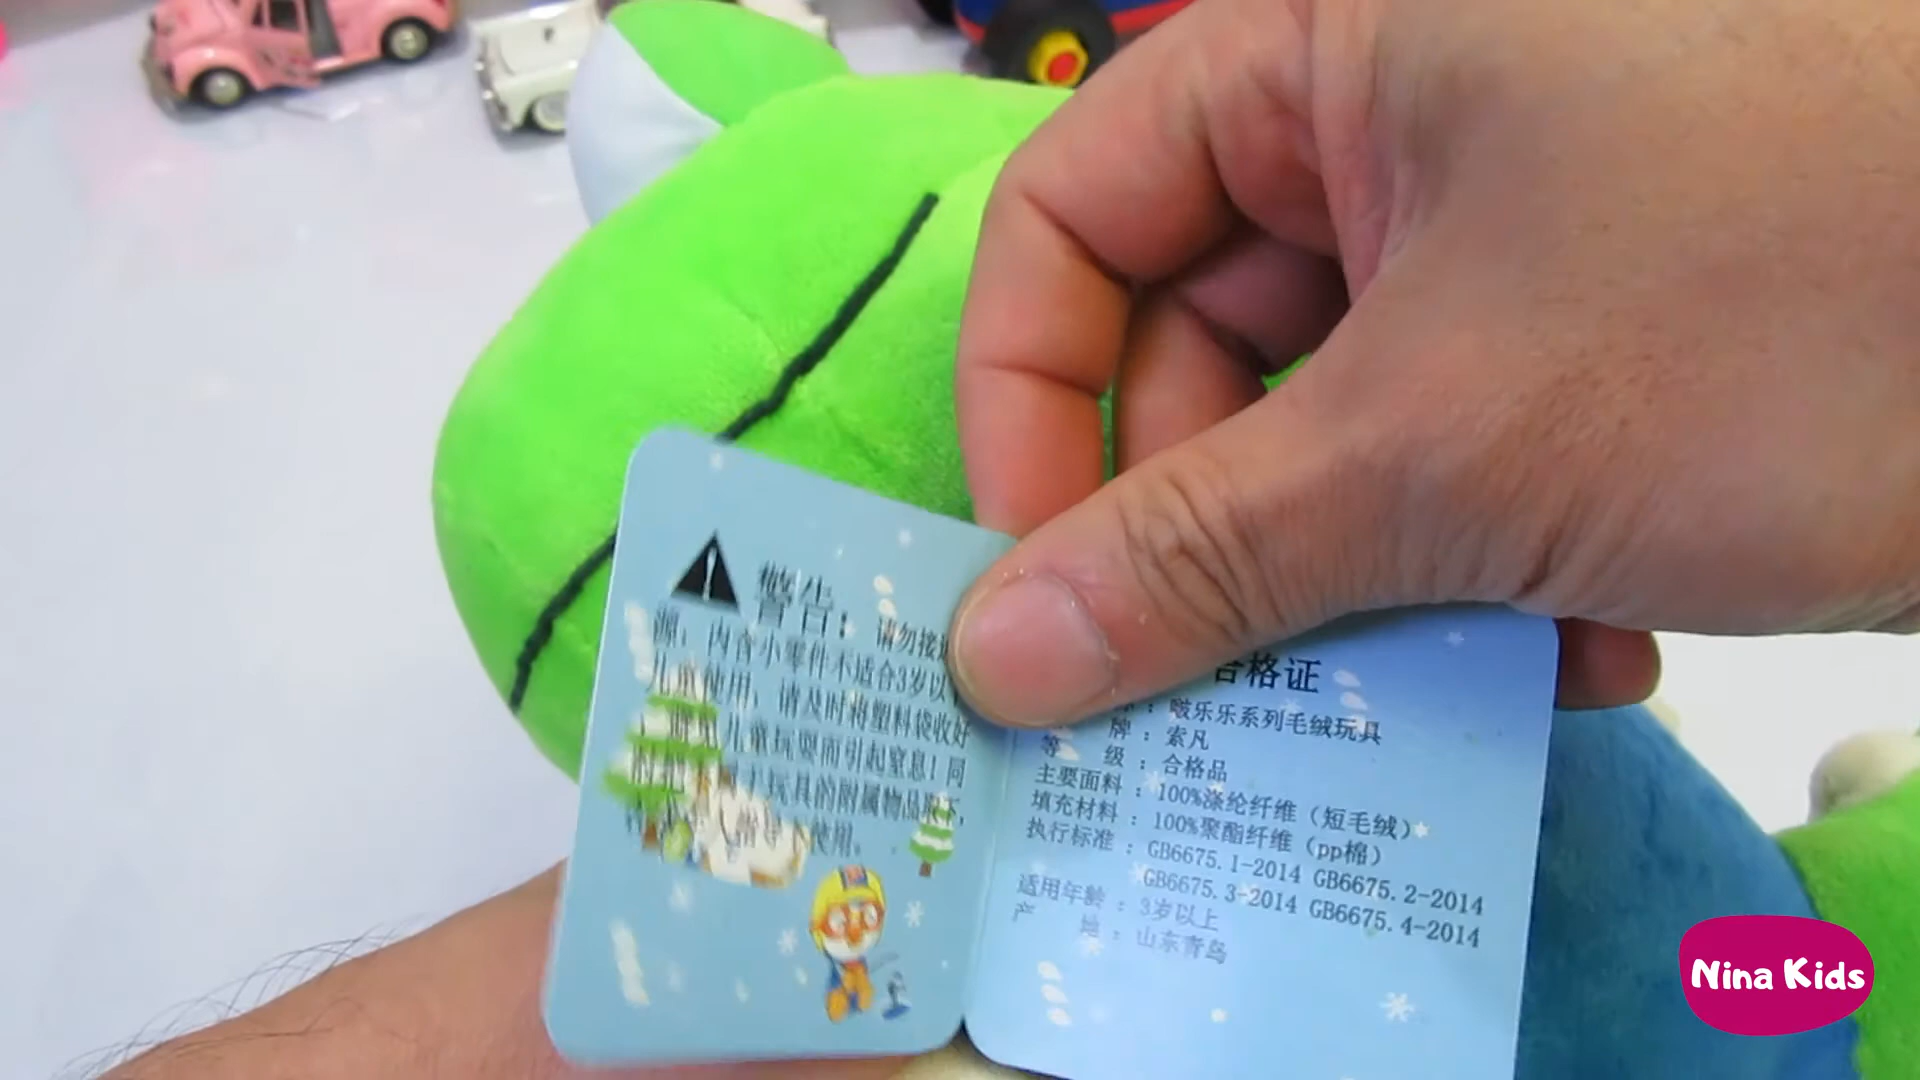 警告：请勿接近
源，内含小零件不适合3岁以下
儿童使用，请及时将塑料袋收好
儿童玩耍而引起窒息！同
玩具的附属物品取下，
使用。
合格证
：啵乐乐系列毛绒玩具
牌：索凡
等 级：合格品
主要面料：100%涤纶纤维（短毛绒）
填充材料：100%聚酯纤维（pp棉）
执行标准：GB6675.1-2014 GB6675.2-2014
GB6675.3-2014 GB6675.4-2014
适用年龄：3岁以上
产 地：山东青岛
Nina Kids